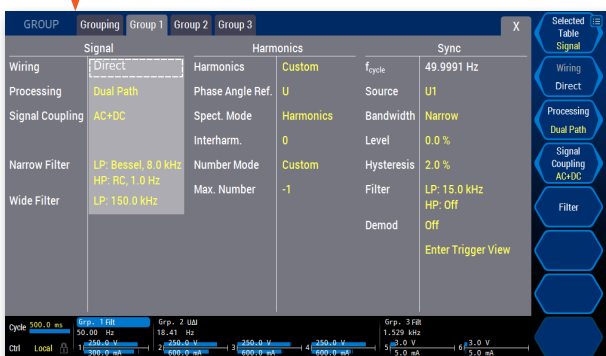 GROUP Grouping Group 1 Group 2 Group 3 X
Signal Harmonics Sync
Wiring Direct Harmonics Custom fcycle 49.9991 Hz
Processing Dual Path Phase Angle Ref. U Source U1
Signal Coupling AC+DC Spect. Mode Harmonics Bandwidth Narrow
Interharm. 0 Level 0.0 %
Narrow Filter LP: Bessel, 8.0 kHz Number Mode Custom Hysteresis 2.0 %
HP: RC, 1.0 Hz
Wide Filter LP: 150.0 kHz Max. Number -1 Filter LP: 15.0 kHz
HP: Off
Demod Off
Enter Trigger View
Selected
Table
Signal
Wiring
Direct
Processing
Dual Path
Signal
Coupling
AC+DC
Filter
Cycle 500.0 ms Grp. 1 Filt Grp. 2 UΔI Grp. 3 Filt
50.00 Hz 18.41 Hz 1.529 kHz
Ctrl Local 1 250.0 V 2 250.0 V 3 250.0 V 4 250.0 V 5 3.0 V 6 3.0 V
300.0 mA 600.0 mA 600.0 mA 600.0 mA 5.0 mA 5.0 mA